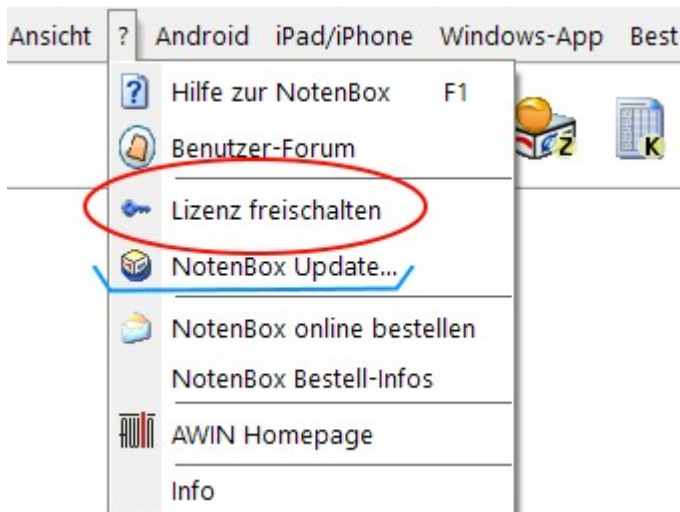 Ansicht ? Android iPad/iPhone Windows-App Best
Hilfe zur NotenBox F1
Benutzer-Forum
Z K
Lizenz freischalten
NotenBox Update...
NotenBox online bestellen
NotenBox Bestell-Infos
AWIN AWIN Homepage
Info